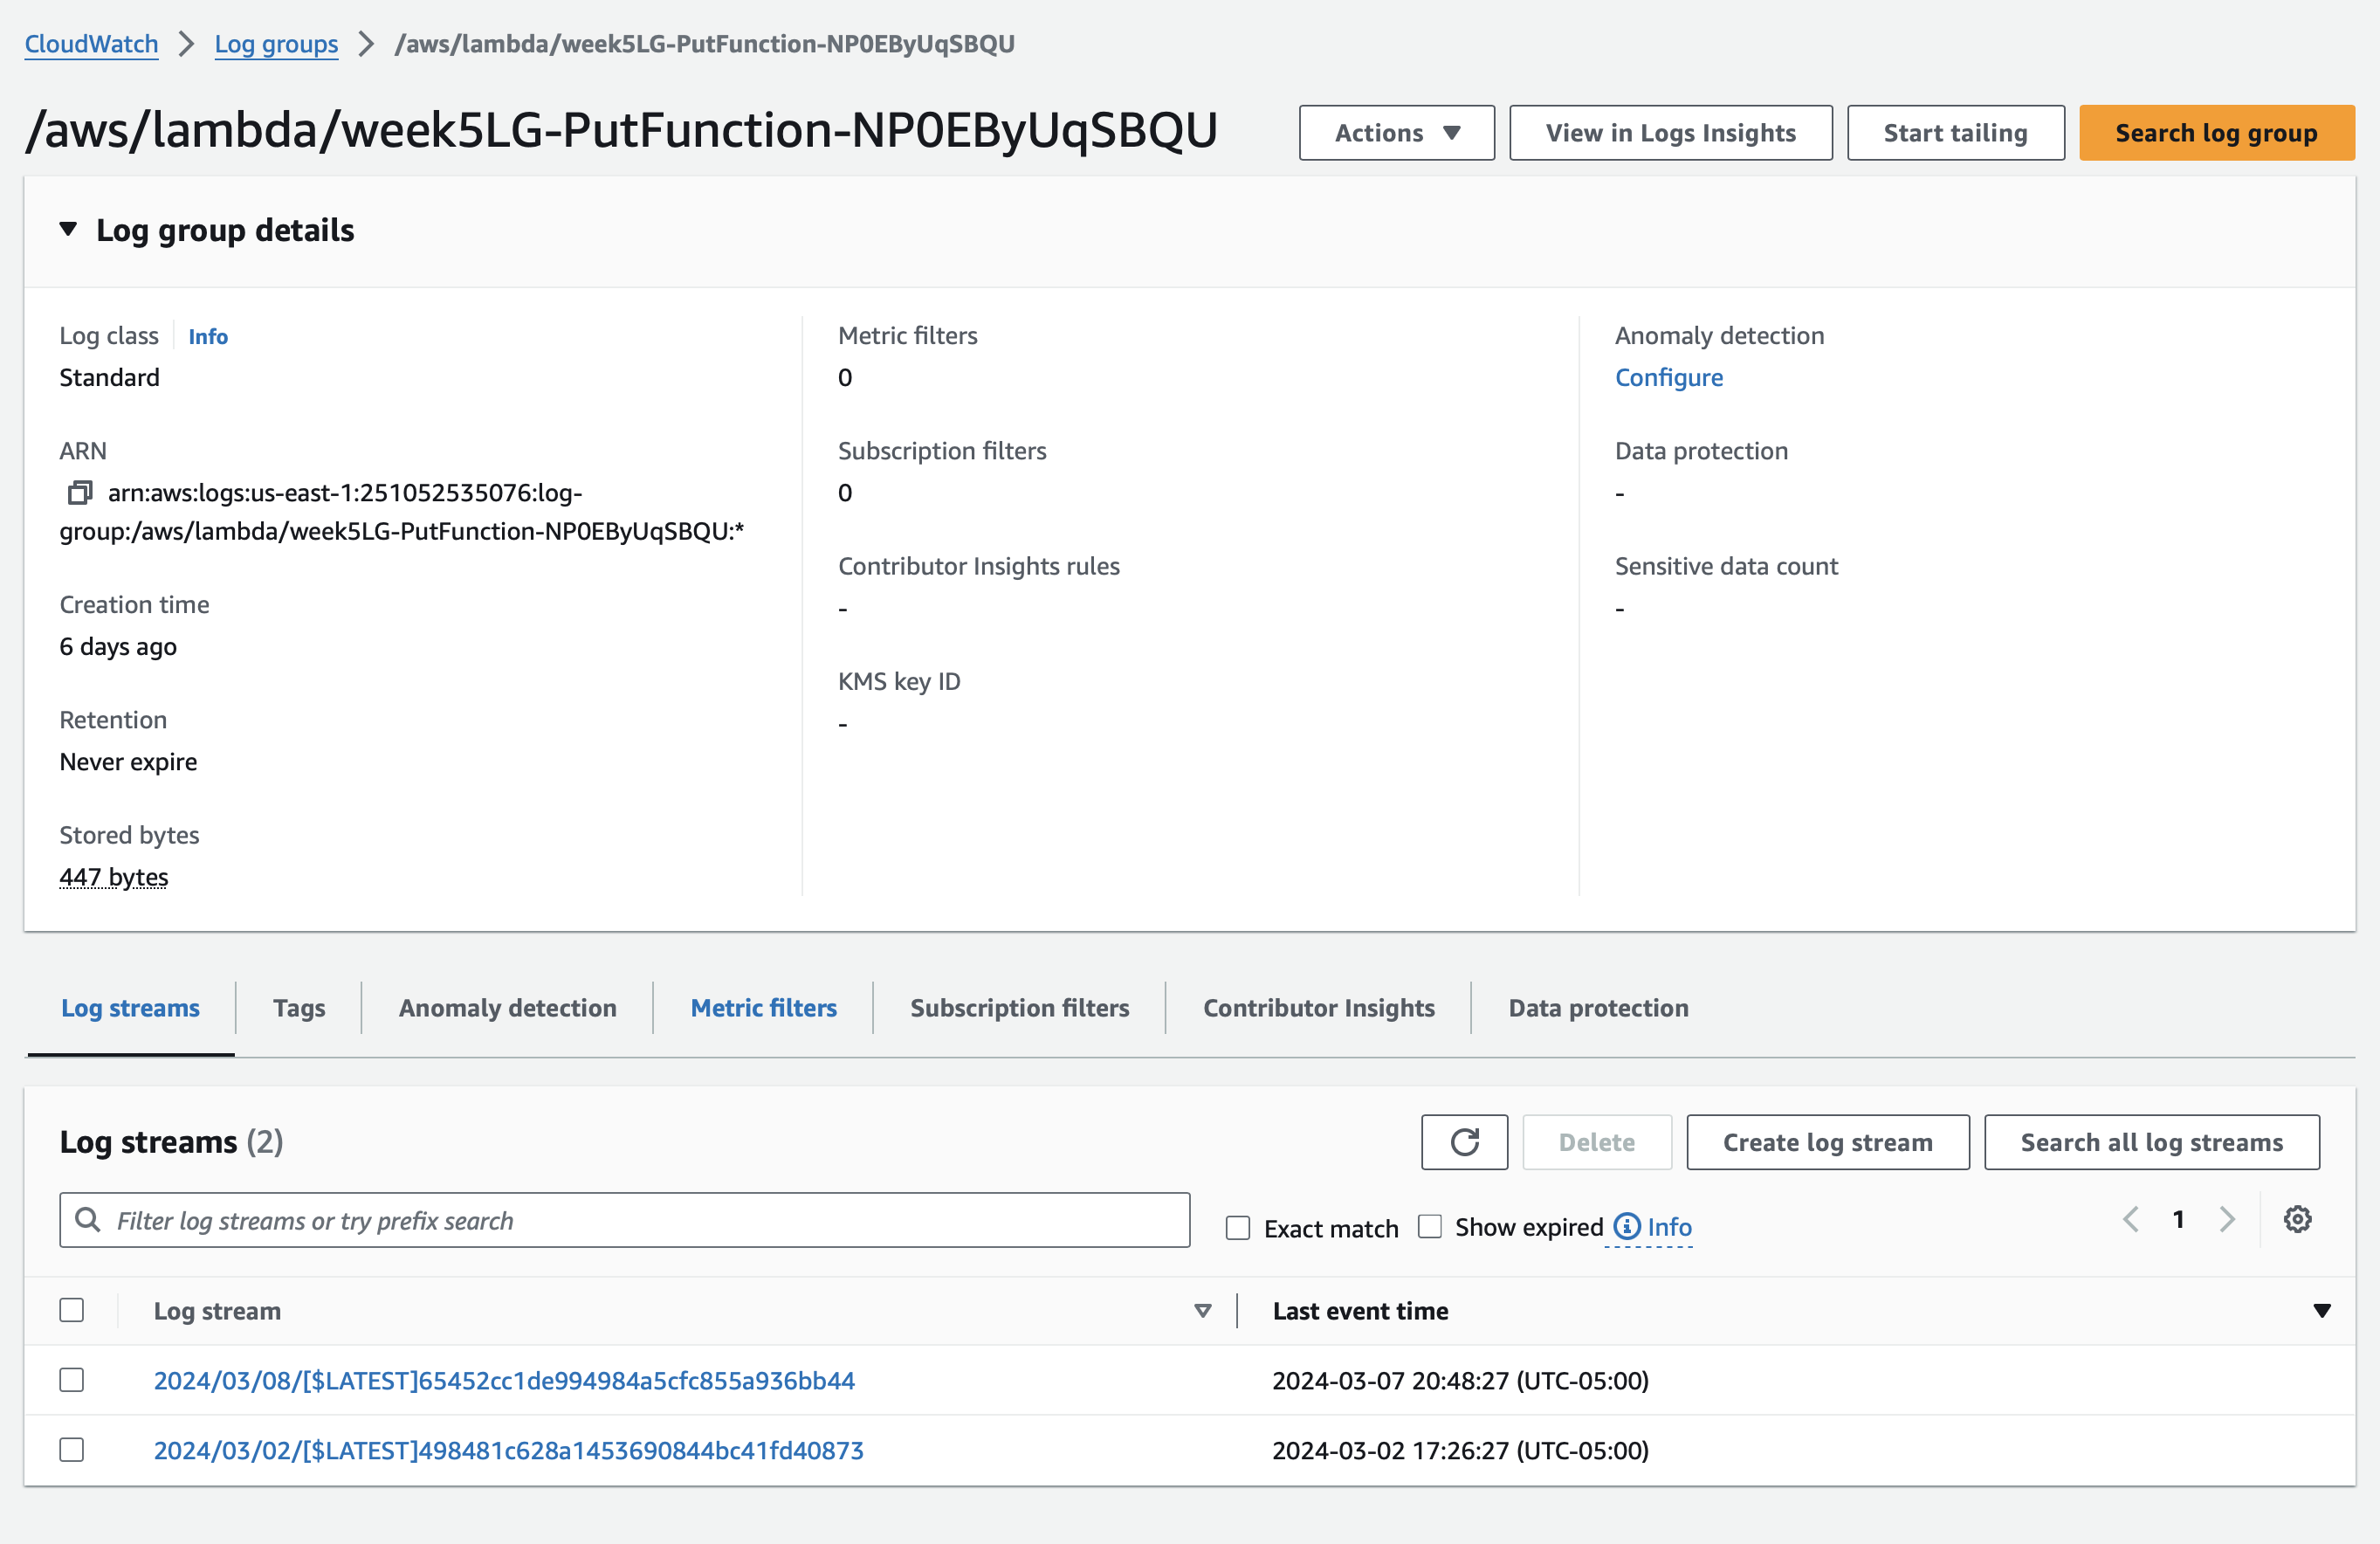 CloudWatch > Log groups > /aws/lambda/week5LG-PutFunction-NP0EByUqSBQU
/aws/lambda/week5LG-PutFunction-NP0EByUqSBQU
Actions View in Logs Insights Start tailing Search log group
Log group details
Log class Info
Standard
ARN
arn:aws:logs:us-east-1:251052535076:log-
group:/aws/lambda/week5LG-PutFunction-NP0EByUqSBQU:*
Creation time
6 days ago
Retention
Never expire
Stored bytes
447 bytes
Metric filters
0
Subscription filters
0
Contributor Insights rules
-
KMS key ID
-
Anomaly detection
Configure
Data protection
-
Sensitive data count
-
Log streams Tags Anomaly detection Metric filters Subscription filters Contributor Insights Data protection
Log streams (2)
Delete Create log stream Search all log streams
Filter log streams or try prefix search Exact match Show expired Info 1
Log stream Last event time
2024/03/08/[$LATEST]65452cc1de994984a5cfc855a936bb44 2024-03-07 20:48:27 (UTC-05:00)
2024/03/02/[$LATEST]498481c628a1453690844bc41fd40873 2024-03-02 17:26:27 (UTC-05:00)